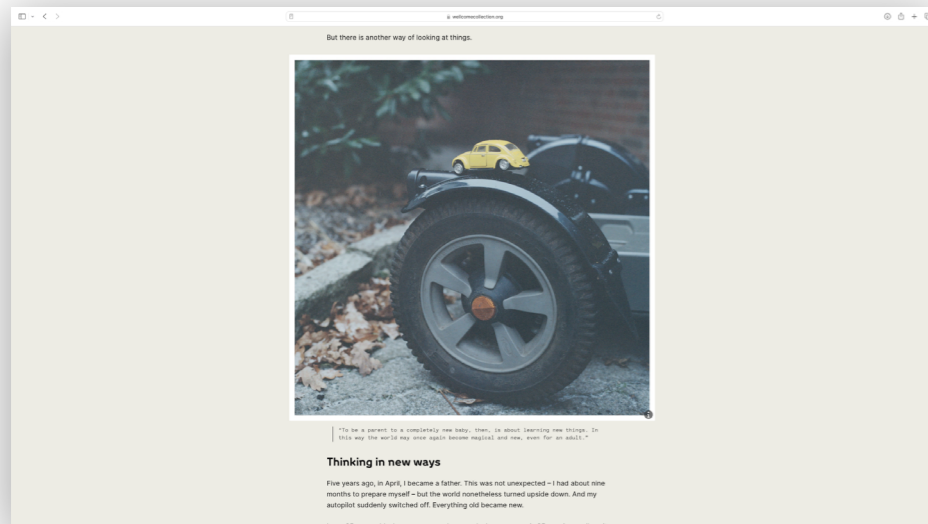 wellcomecollection.org
But there is another way of looking at things.
"To be a parent to a completely new baby, then, is about learning new things. In
this way the world may once again become magical and new, even for an adult."
Thinking in new ways
Five years ago, in April, I became a father. This was not unexpected – I had about nine
months to prepare myself – but the world nonetheless turned upside down. And my
autopilot suddenly switched off. Everything old became new.